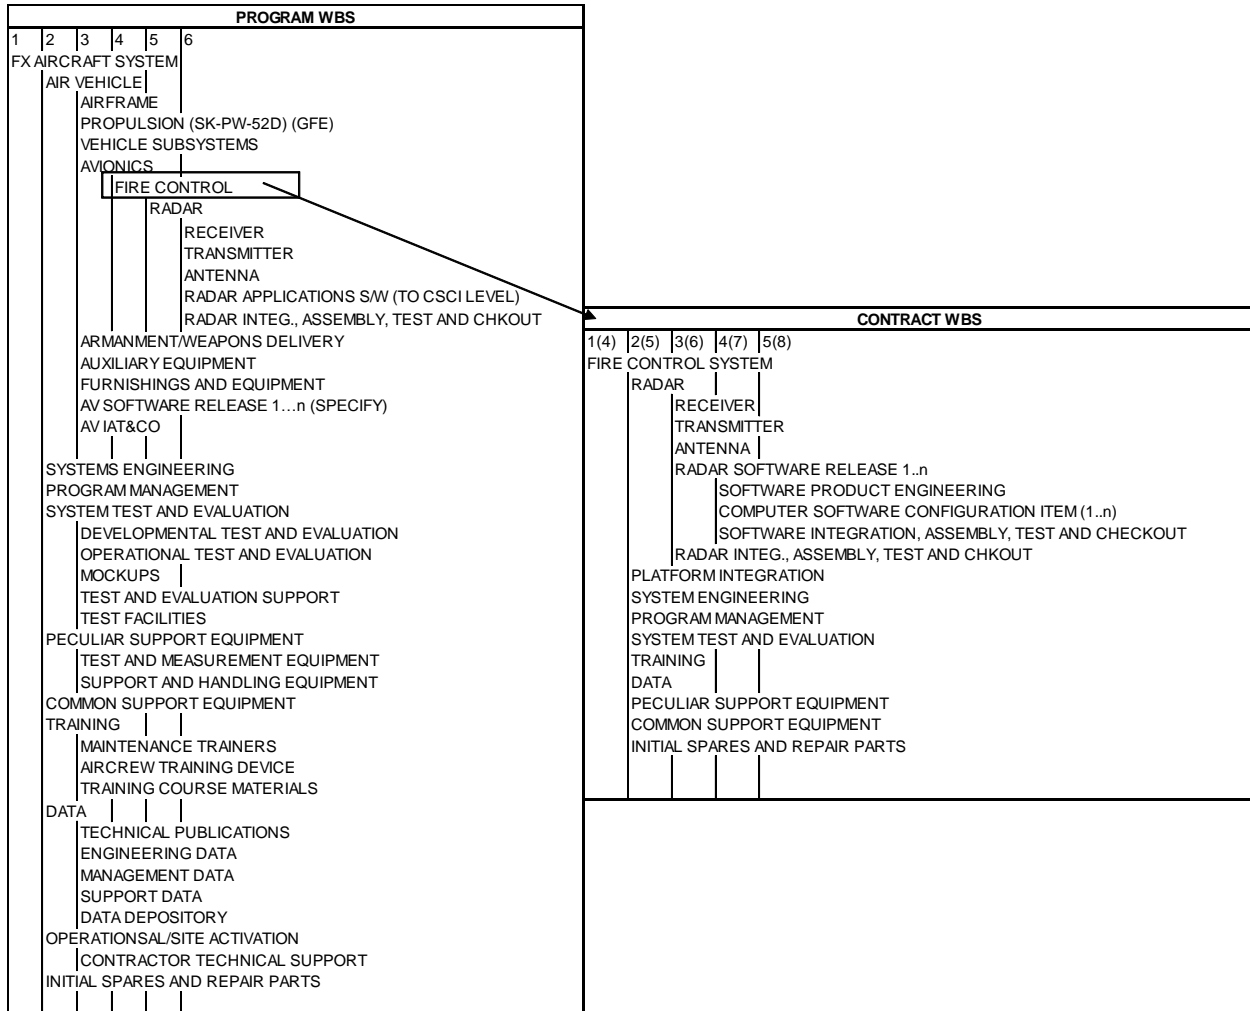 PROGRAM WBS
1 2 3 4 5 6
FX AIRCRAFT SYSTEM
AIR VEHICLE
AIRFRAME
PROPULSION (SK-PW-52D) (GFE)
VEHICLE SUBSYSTEMS
AVIONICS
FIRE CONTROL
RADAR
RECEIVER
TRANSMITTER
ANTENNA
RADAR APPLICATIONS S/W (TO CSCI LEVEL)
RADAR INTEG., ASSEMBLY, TEST AND CHKOUT
ARMANMENT/WEAPONS DELIVERY
AUXILIARY EQUIPMENT
FURNISHINGS AND EQUIPMENT
AV SOFTWARE RELEASE 1…n (SPECIFY)
AV IAT&CO
SYSTEMS ENGINEERING
PROGRAM MANAGEMENT
SYSTEM TEST AND EVALUATION
DEVELOPMENTAL TEST AND EVALUATION
OPERATIONAL TEST AND EVALUATION
MOCKUPS
TEST AND EVALUATION SUPPORT
TEST FACILITIES
PECULIAR SUPPORT EQUIPMENT
TEST AND MEASUREMENT EQUIPMENT
SUPPORT AND HANDLING EQUIPMENT
COMMON SUPPORT EQUIPMENT
TRAINING
MAINTENANCE TRAINERS
AIRCREW TRAINING DEVICE
TRAINING COURSE MATERIALS
DATA
TECHNICAL PUBLICATIONS
ENGINEERING DATA
MANAGEMENT DATA
SUPPORT DATA
DATA DEPOSITORY
OPERATIONSAL/SITE ACTIVATION
CONTRACTOR TECHNICAL SUPPORT
INITIAL SPARES AND REPAIR PARTS
CONTRACT WBS
1(4) 2(5) 3(6) 4(7) 5(8)
FIRE CONTROL SYSTEM
RADAR
RECEIVER
TRANSMITTER
ANTENNA
RADAR SOFTWARE RELEASE 1..n
SOFTWARE PRODUCT ENGINEERING
COMPUTER SOFTWARE CONFIGURATION ITEM (1..n)
SOFTWARE INTEGRATION, ASSEMBLY, TEST AND CHECKOUT
RADAR INTEG., ASSEMBLY, TEST AND CHKOUT
PLATFORM INTEGRATION
SYSTEM ENGINEERING
PROGRAM MANAGEMENT
SYSTEM TEST AND EVALUATION
TRAINING
DATA
PECULIAR SUPPORT EQUIPMENT
COMMON SUPPORT EQUIPMENT
INITIAL SPARES AND REPAIR PARTS